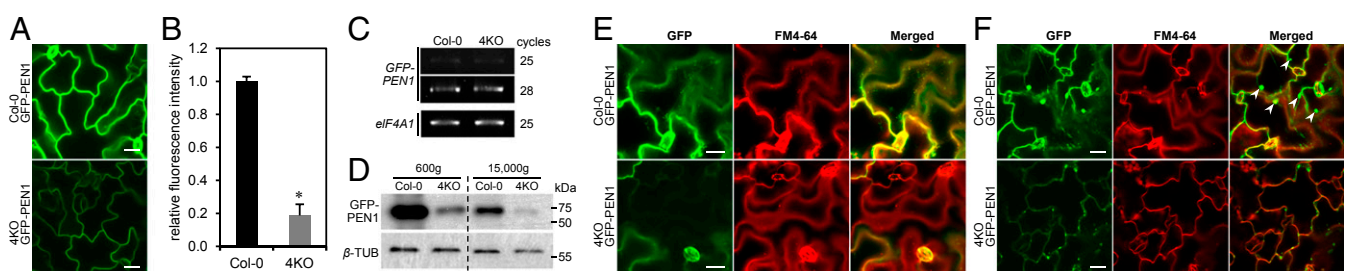 A
Col-0
GFP-PEN1
4KO
GFP-PEN1
B
relative fluorescence intensity
1.2
1.0
0.8
0.6
0.4
0.2
0.0
*
Col-0
4KO
C
Col-0
4KO
cycles
GFP-
PEN1
25
28
eIF4A1
25
D
600g
15,000g
Col-0
4KO
Col-0
4KO
kDa
GFP-
PEN1
75
50
β-TUB
55
E
GFP
FM4-64
Merged
Col-0
GFP-PEN1
4KO
GFP-PEN1
F
GFP
FM4-64
Merged
Col-0
GFP-PEN1
4KO
GFP-PEN1